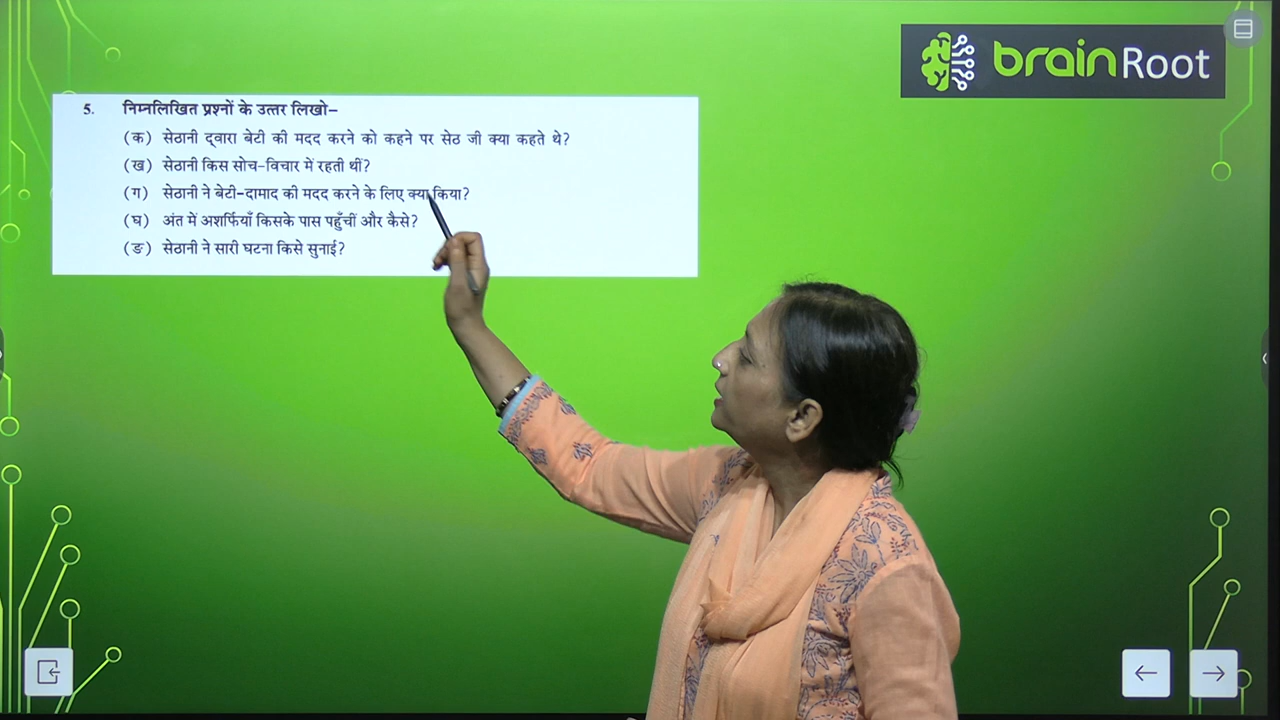 brainRoot
5. निम्नलिखित प्रश्नों के उत्तर लिखो–
(क) सेठानी द्वारा बेटी की मदद करने को कहने पर सेठ जी क्या कहते थे?
(ख) सेठानी किस सोच-विचार में रहती थीं?
(ग) सेठानी ने बेटी-दामाद की मदद करने के लिए क्या किया?
(घ) अंत में अशर्फियाँ किसके पास पहुँचीं और कैसे?
(ङ) सेठानी ने सारी घटना किसे सुनाई?